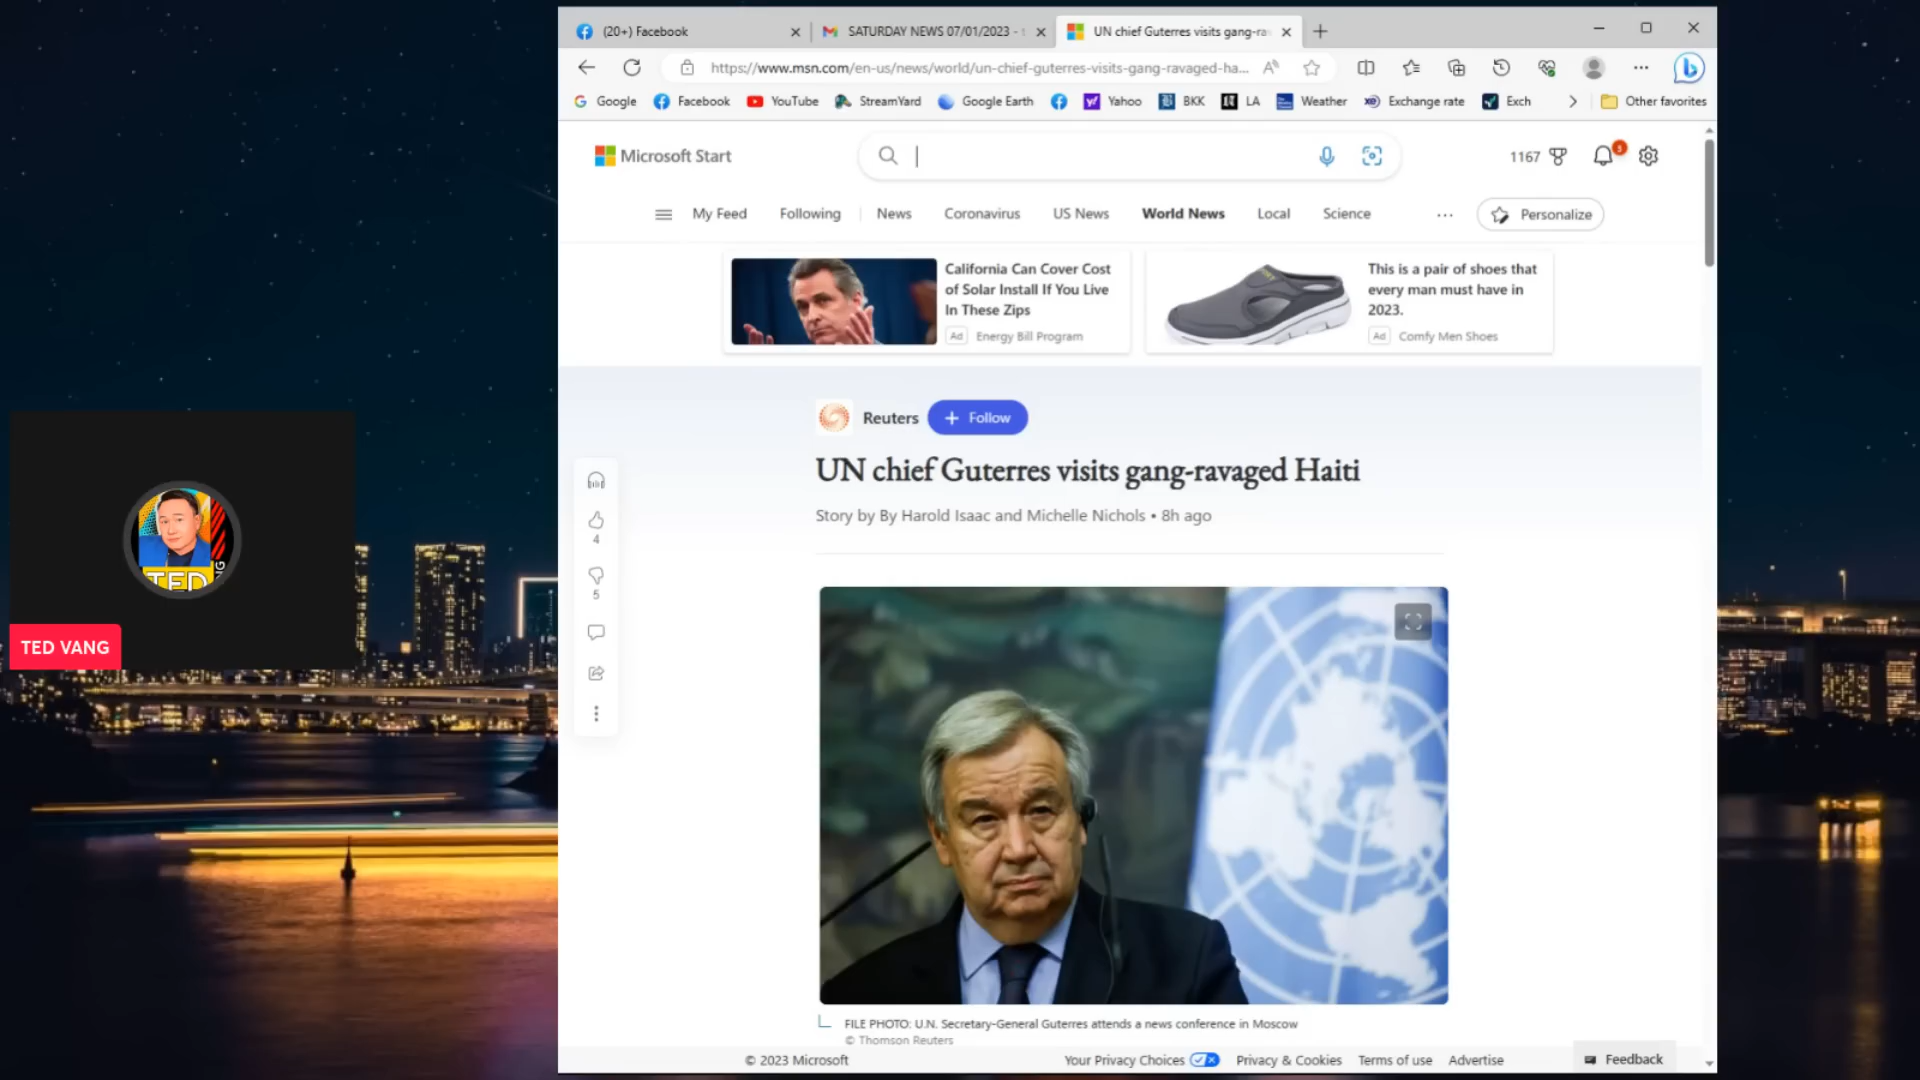 (20+) Facebook
SATURDAY NEWS 07/01/2023 -
UN chief Guterres visits gang-ra
https://www.msn.com/en-us/news/world/un-chief-guterres-visits-gang-ravaged-ha...
Google
Facebook
YouTube
StreamYard
Google Earth
Yahoo
BKK
LA
Weather
Exchange rate
Exch
Other favorites
Microsoft Start
1167
My Feed
Following
News
Coronavirus
US News
World News
Local
Science
...
Personalize
California Can Cover Cost
of Solar Install If You Live
In These Zips
Ad Energy Bill Program
This is a pair of shoes that
every man must have in
2023.
Ad Comfy Men Shoes
Reuters
+ Follow
UN chief Guterres visits gang-ravaged Haiti
Story by By Harold Isaac and Michelle Nichols • 8h ago
4
5
TED
TED VANG
FILE PHOTO: U.N. Secretary-General Guterres attends a news conference in Moscow
© Thomson Reuters
© 2023 Microsoft
Your Privacy Choices
Privacy & Cookies
Terms of use
Advertise
Feedback